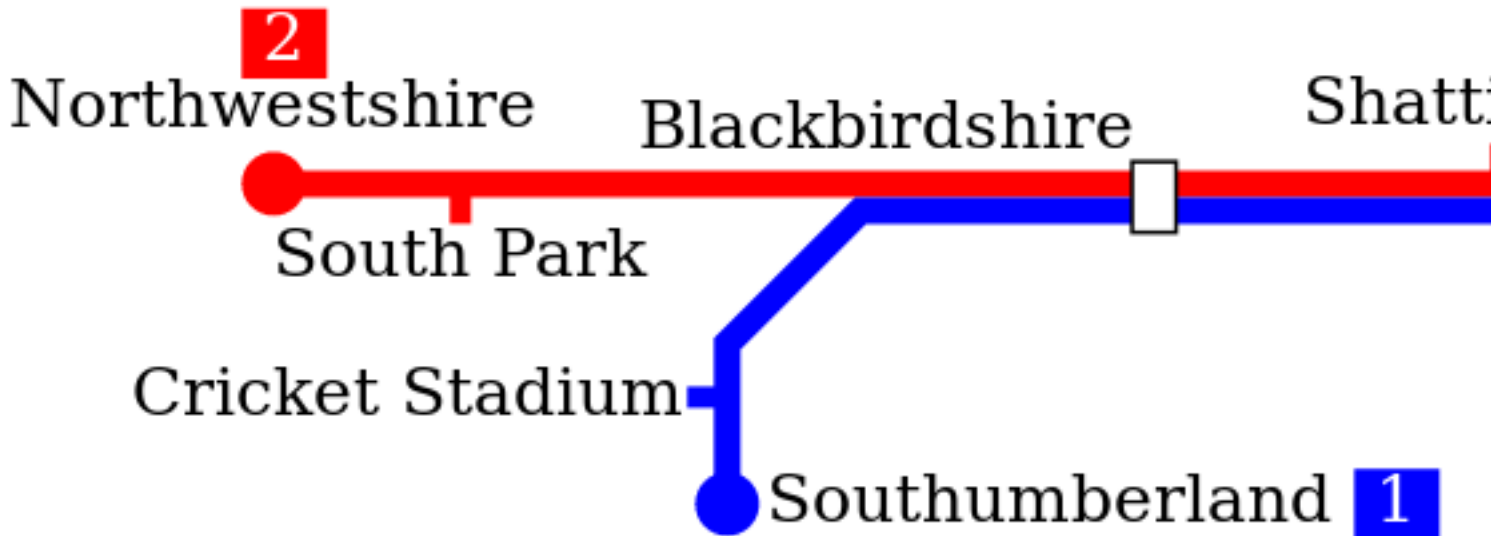 2
Northwestshire
Blackbirdshire
South Park
Cricket Stadium
Southumberland 1